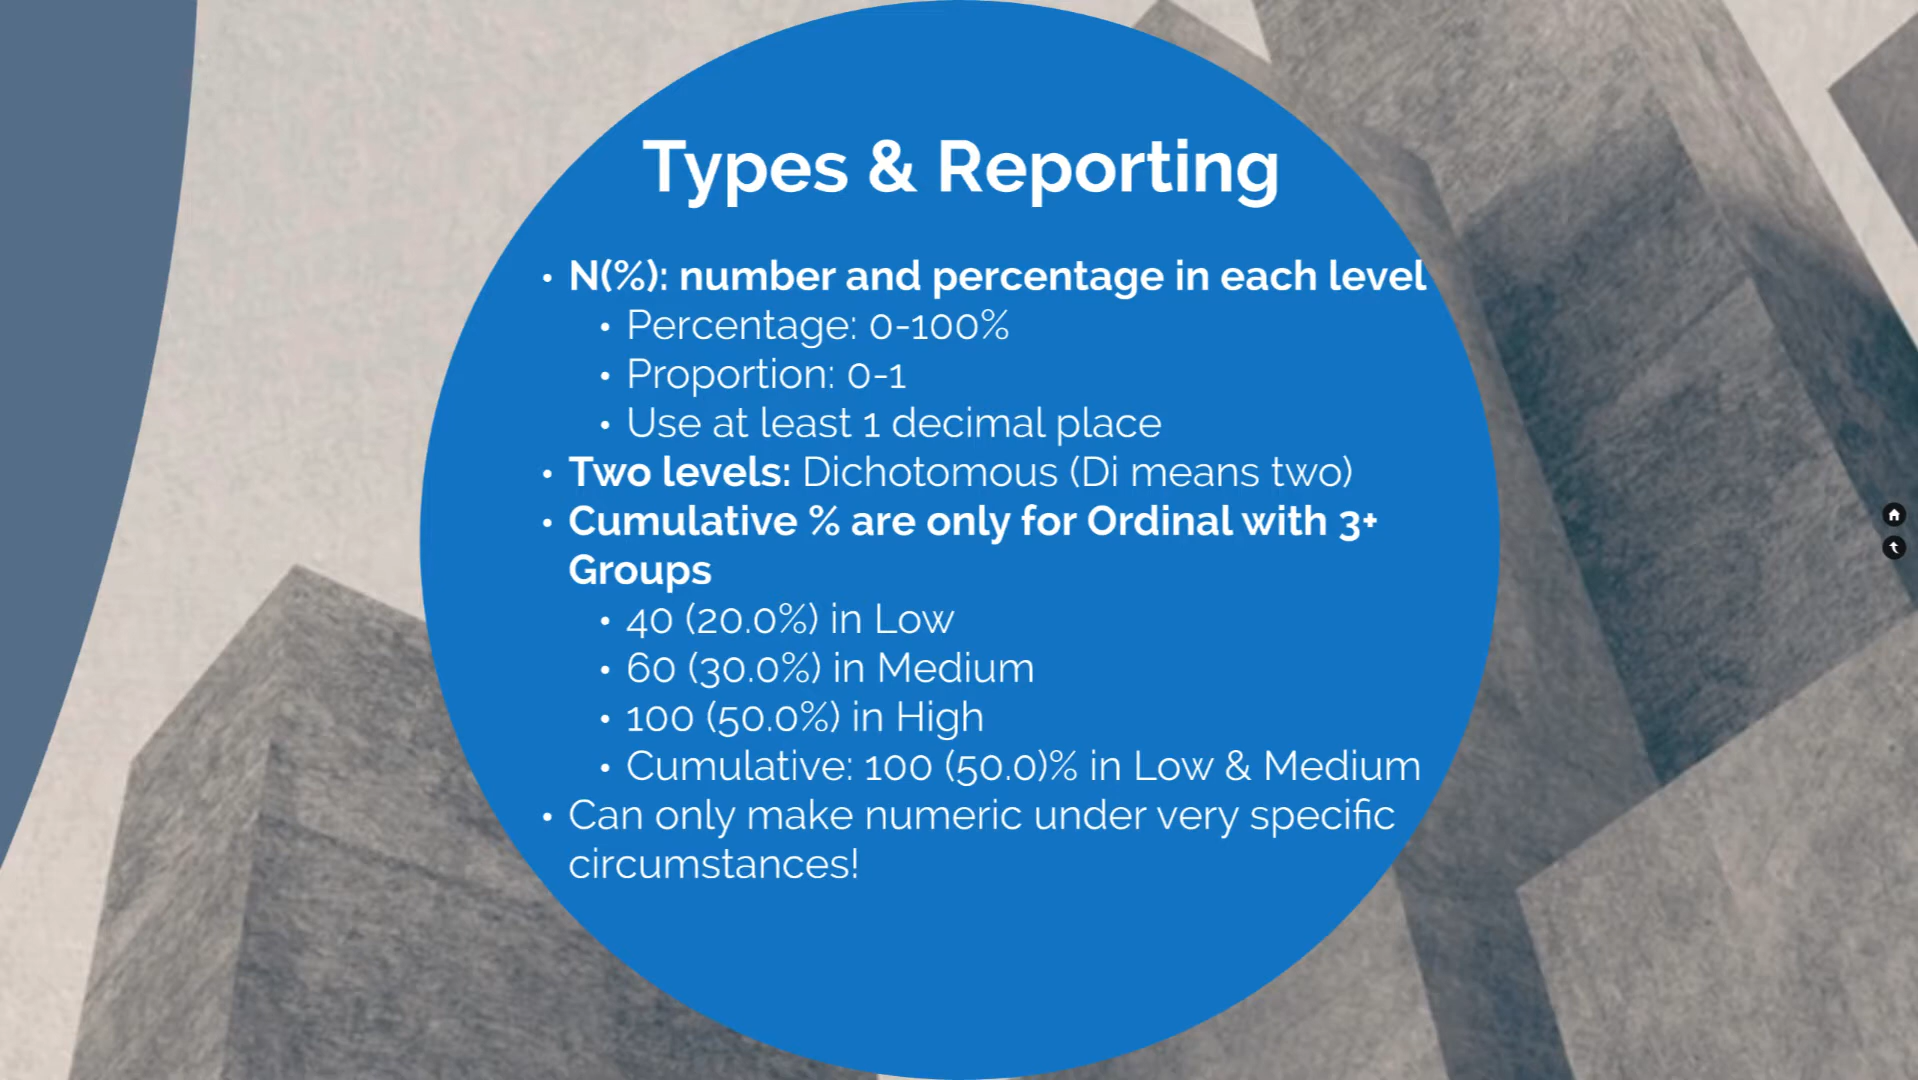 Types & Reporting
• N(%): number and percentage in each level
• Percentage: 0-100%
• Proportion: 0-1
• Use at least 1 decimal place
• Two levels: Dichotomous (Di means two)
• Cumulative % are only for Ordinal with 3+
Groups
• 40 (20.0%) in Low
• 60 (30.0%) in Medium
• 100 (50.0%) in High
• Cumulative: 100 (50.0)% in Low & Medium
• Can only make numeric under very specific
circumstances!